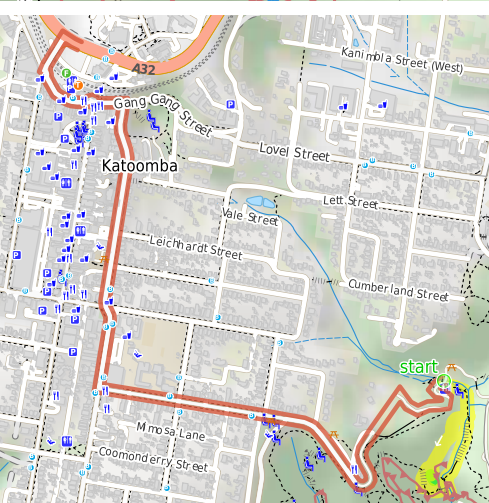 Kanimbla Street (West)
432
Gang Gang Street
Lovel Street
Katoomba
Lett Street
Vale Street
Leichhardt Street
Cumberland Street
start
Mimosa Lane
Coomonderry Street